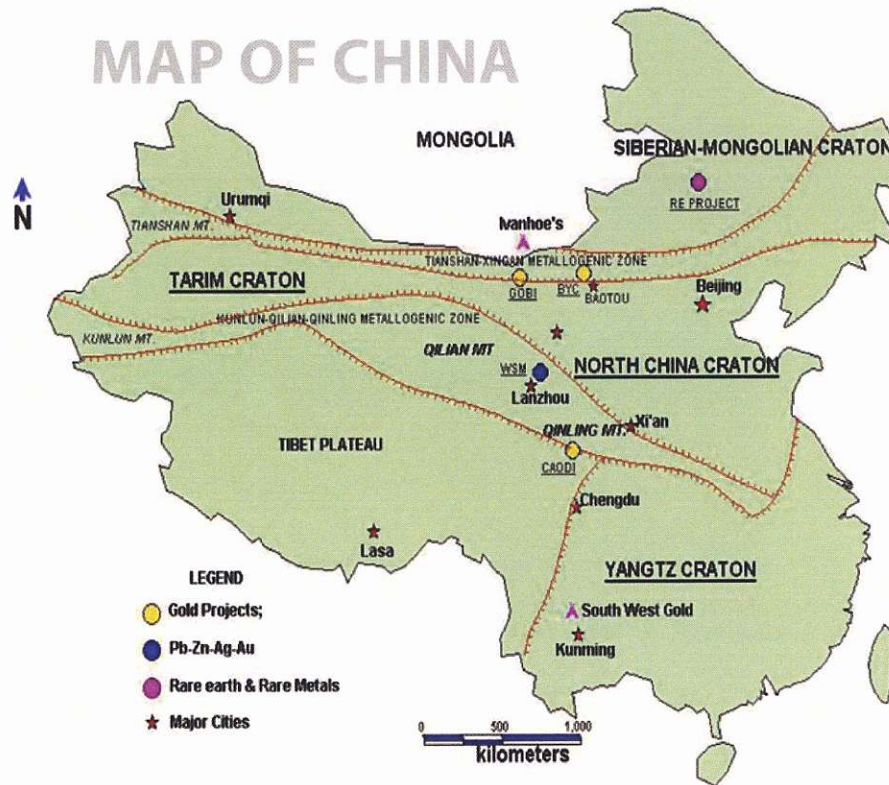 MAP OF CHINA
MONGOLIA
SIBERIAN-MONGOLIAN CRATON
N
Urumqi
RE PROJECT
TIANSHAN MT.
Ivanhoe's
TIANSHAN-XINGAN METALLOGENIC ZONE
TARIM CRATON
GOBI
BYC
BAOTOU
Beijing
KUNLUN-QILIAN-QINLING METALLOGENIC ZONE
KUNLUN MT.
QILIAN MT
NORTH CHINA CRATON
WSM
Lanzhou
QINLING MT.
Xi'an
TIBET PLATEAU
CAODI
Chengdu
Lasa
YANGTZ CRATON
LEGEND
Gold Projects;
South West Gold
Pb-Zn-Ag-Au
Kunming
Rare earth & Rare Metals
Major Cities
0 500 1,000
kilometers